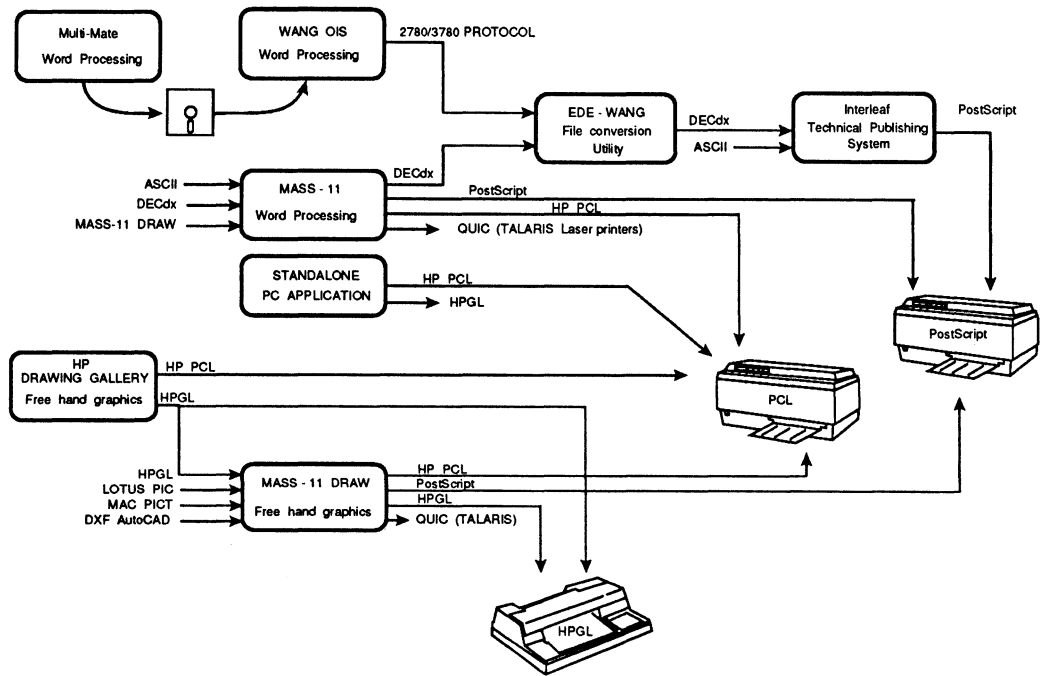 Multi-Mate
Word Processing
WANG OIS
Word Processing
2780/3780 PROTOCOL
EDE - WANG
File conversion
Utility
DECdx
ASCII
Interleaf
Technical Publishing
System
PostScript
ASCII
DECdx
MASS-11 DRAW
MASS - 11
Word Processing
DECdx
PostScript
HP PCL
QUIC (TALARIS Laser printers)
STANDALONE
PC APPLICATION
HP PCL
HPGL
PostScript
HP
DRAWING GALLERY
Free hand graphics
HP PCL
HPGL
PCL
HPGL
LOTUS PIC
MAC PICT
DXF AutoCAD
MASS - 11 DRAW
Free hand graphics
HP PCL
PostScript
HPGL
QUIC (TALARIS)
HPGL